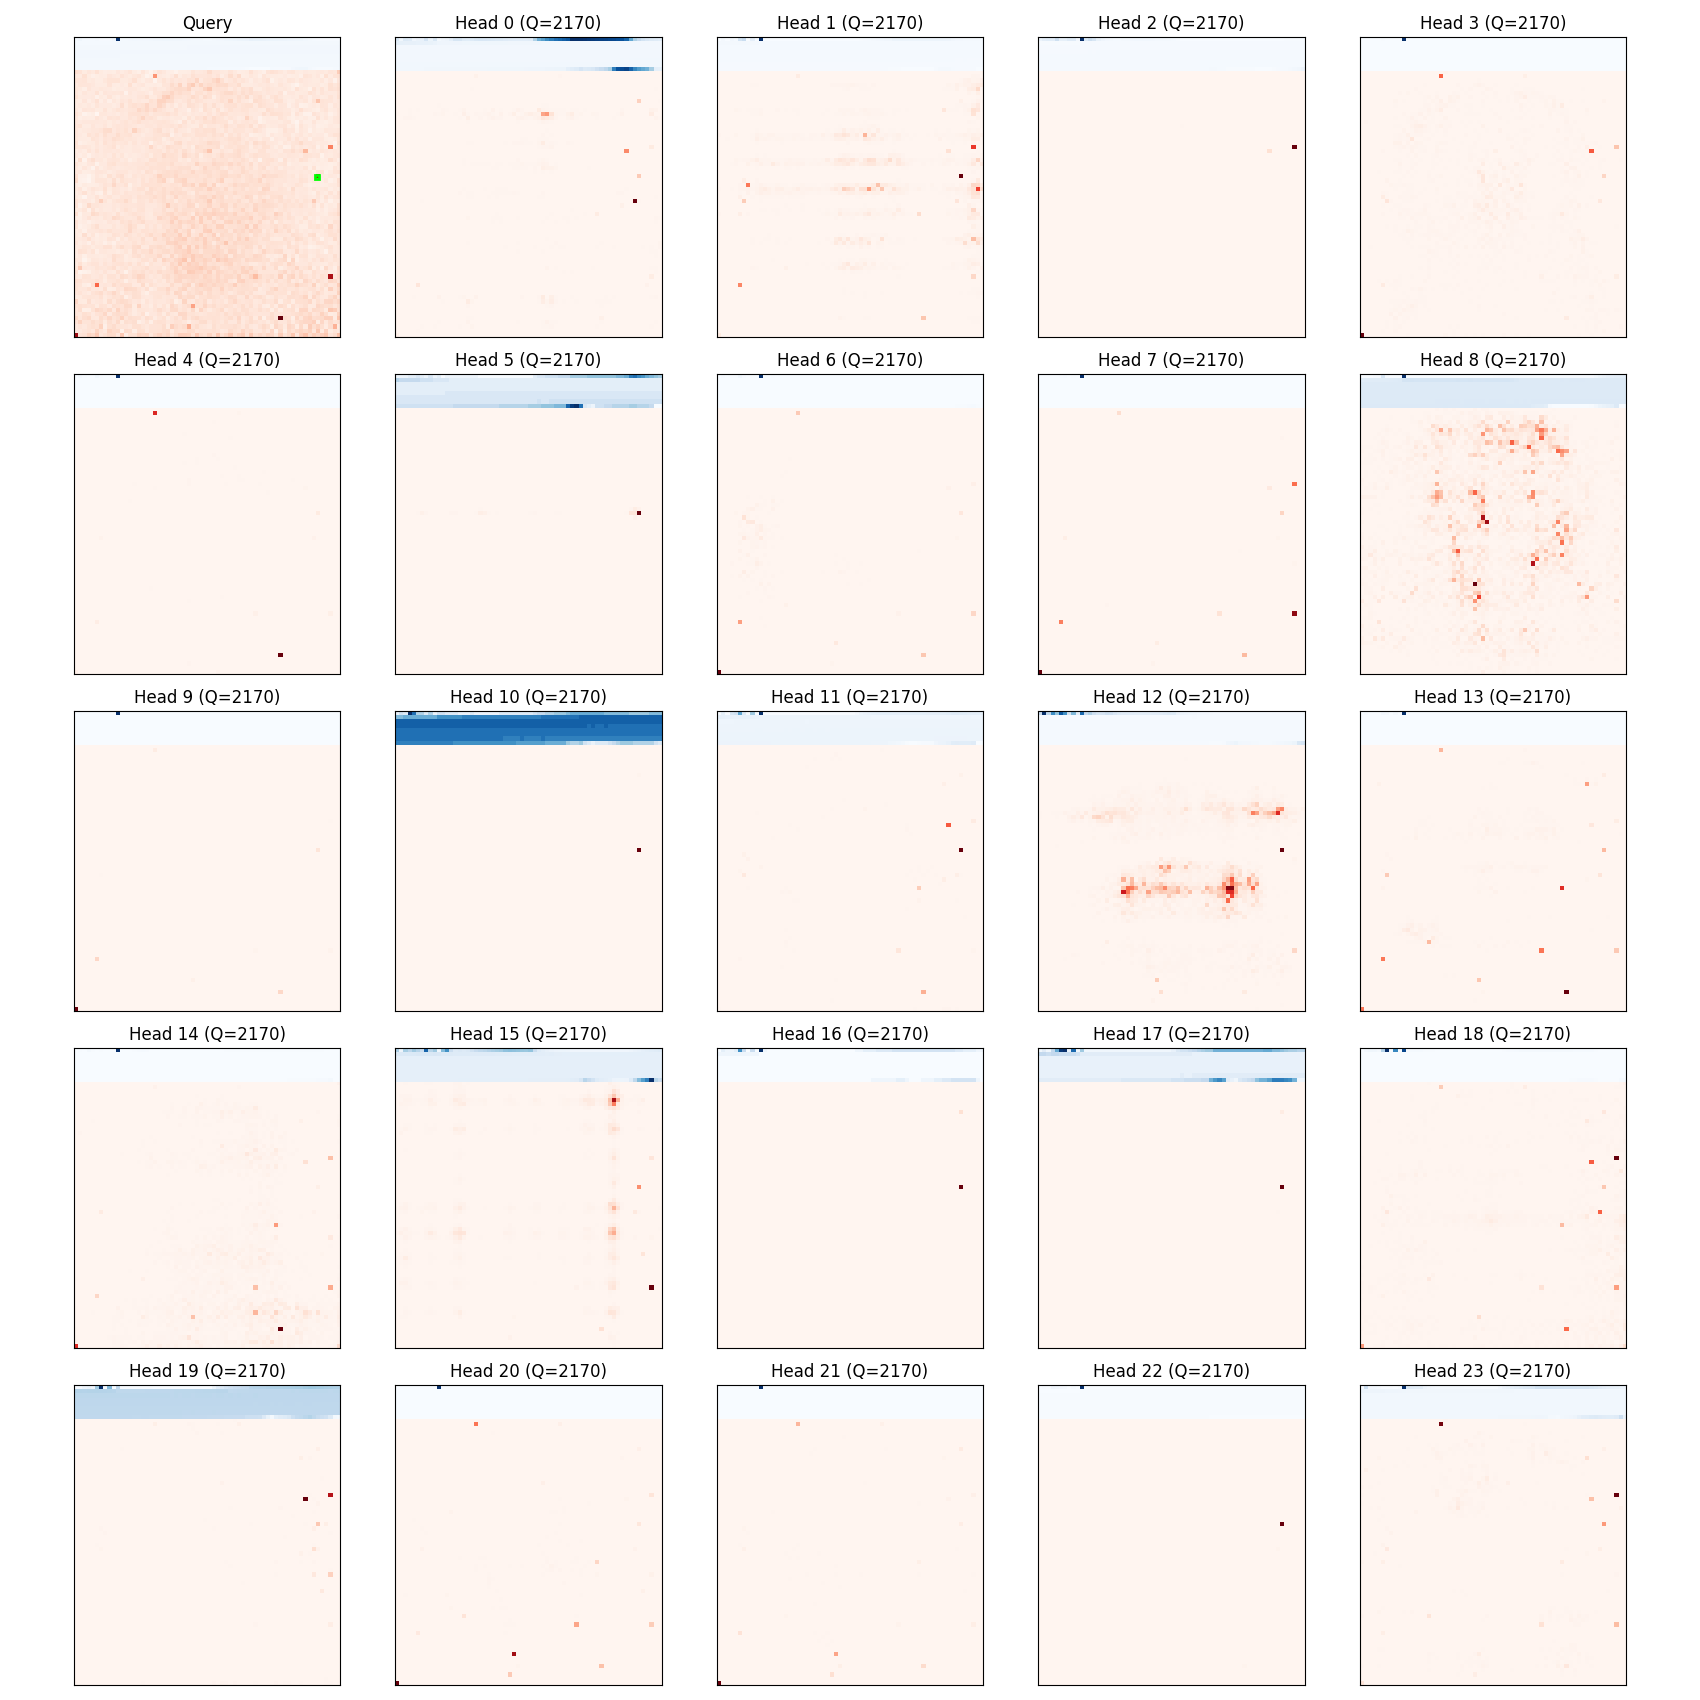 Query
Head 0 (Q=2170)
Head 1 (Q=2170)
Head 2 (Q=2170)
Head 3 (Q=2170)
Head 4 (Q=2170)
Head 5 (Q=2170)
Head 6 (Q=2170)
Head 7 (Q=2170)
Head 8 (Q=2170)
Head 9 (Q=2170)
Head 10 (Q=2170)
Head 11 (Q=2170)
Head 12 (Q=2170)
Head 13 (Q=2170)
Head 14 (Q=2170)
Head 15 (Q=2170)
Head 16 (Q=2170)
Head 17 (Q=2170)
Head 18 (Q=2170)
Head 19 (Q=2170)
Head 20 (Q=2170)
Head 21 (Q=2170)
Head 22 (Q=2170)
Head 23 (Q=2170)